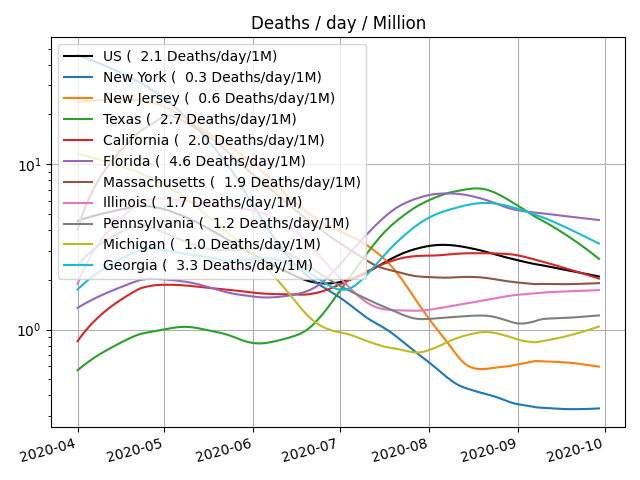 Deaths / day / Million
US (  2.1 Deaths/day/1M)
New York (  0.3 Deaths/day/1M)
New Jersey (  0.6 Deaths/day/1M)
Texas (  2.7 Deaths/day/1M)
California (  2.0 Deaths/day/1M)
Florida (  4.6 Deaths/day/1M)
Massachusetts (  1.9 Deaths/day/1M)
Illinois (  1.7 Deaths/day/1M)
Pennsylvania (  1.2 Deaths/day/1M)
Michigan (  1.0 Deaths/day/1M)
Georgia (  3.3 Deaths/day/1M)
10¹
10⁰
2020-04 2020-05 2020-06 2020-07 2020-08 2020-09 2020-10